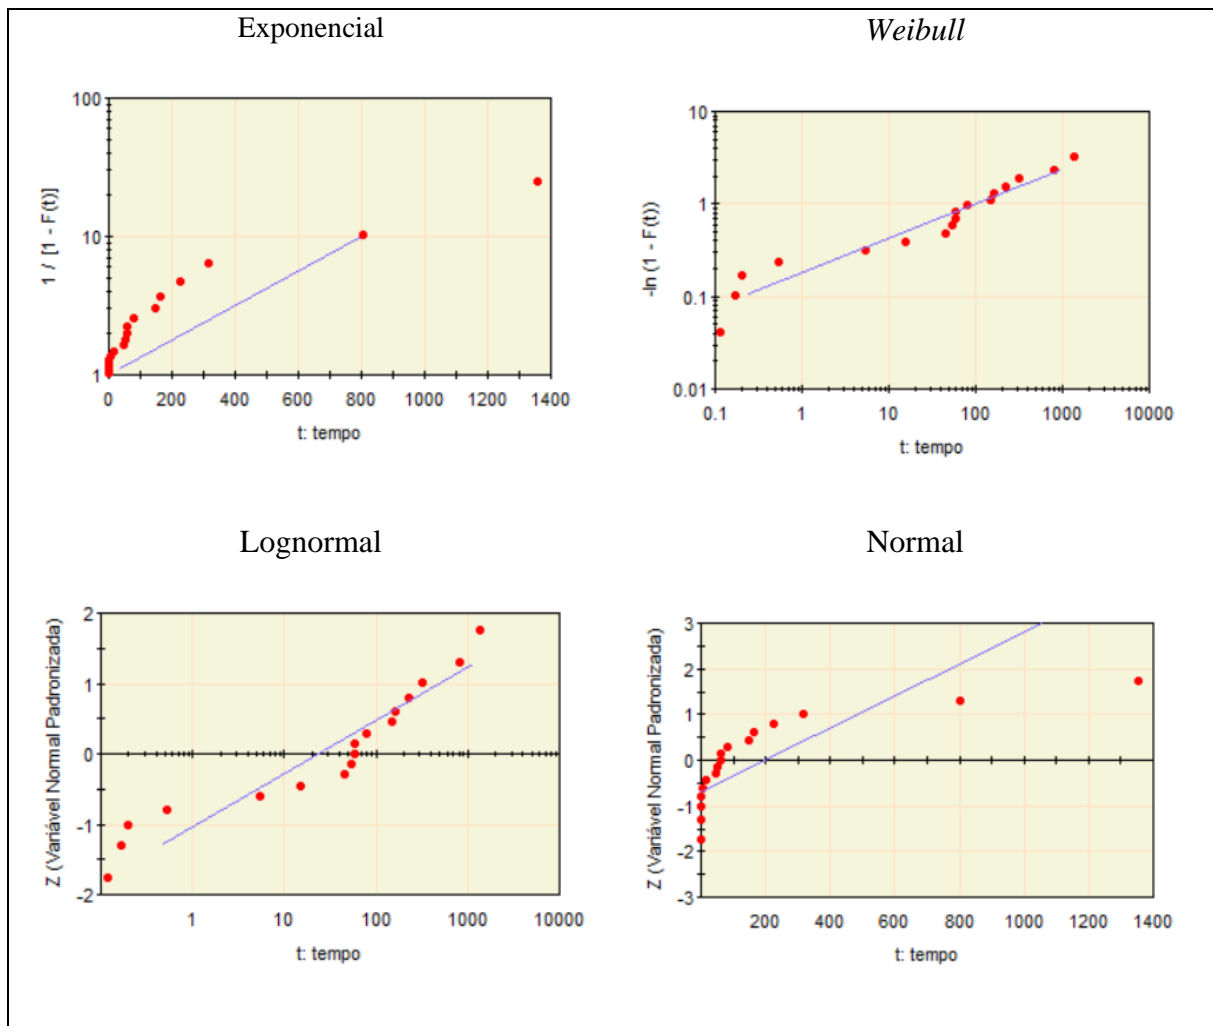 Exponencial
100
10
1
1 / [1 - F(t)]
0 200 400 600 800 1000 1200 1400
t: tempo
Weibull
10
1
0.1
0.01
-ln (1 - F(t))
0.1 1 10 100 1000 10000
t: tempo
Lognormal
2
1
0
-1
-2
Z (Variável Normal Padronizada)
1 10 100 1000 10000
t: tempo
Normal
3
2
1
0
-1
-2
-3
Z (Variável Normal Padronizada)
200 400 600 800 1000 1200 1400
t: tempo